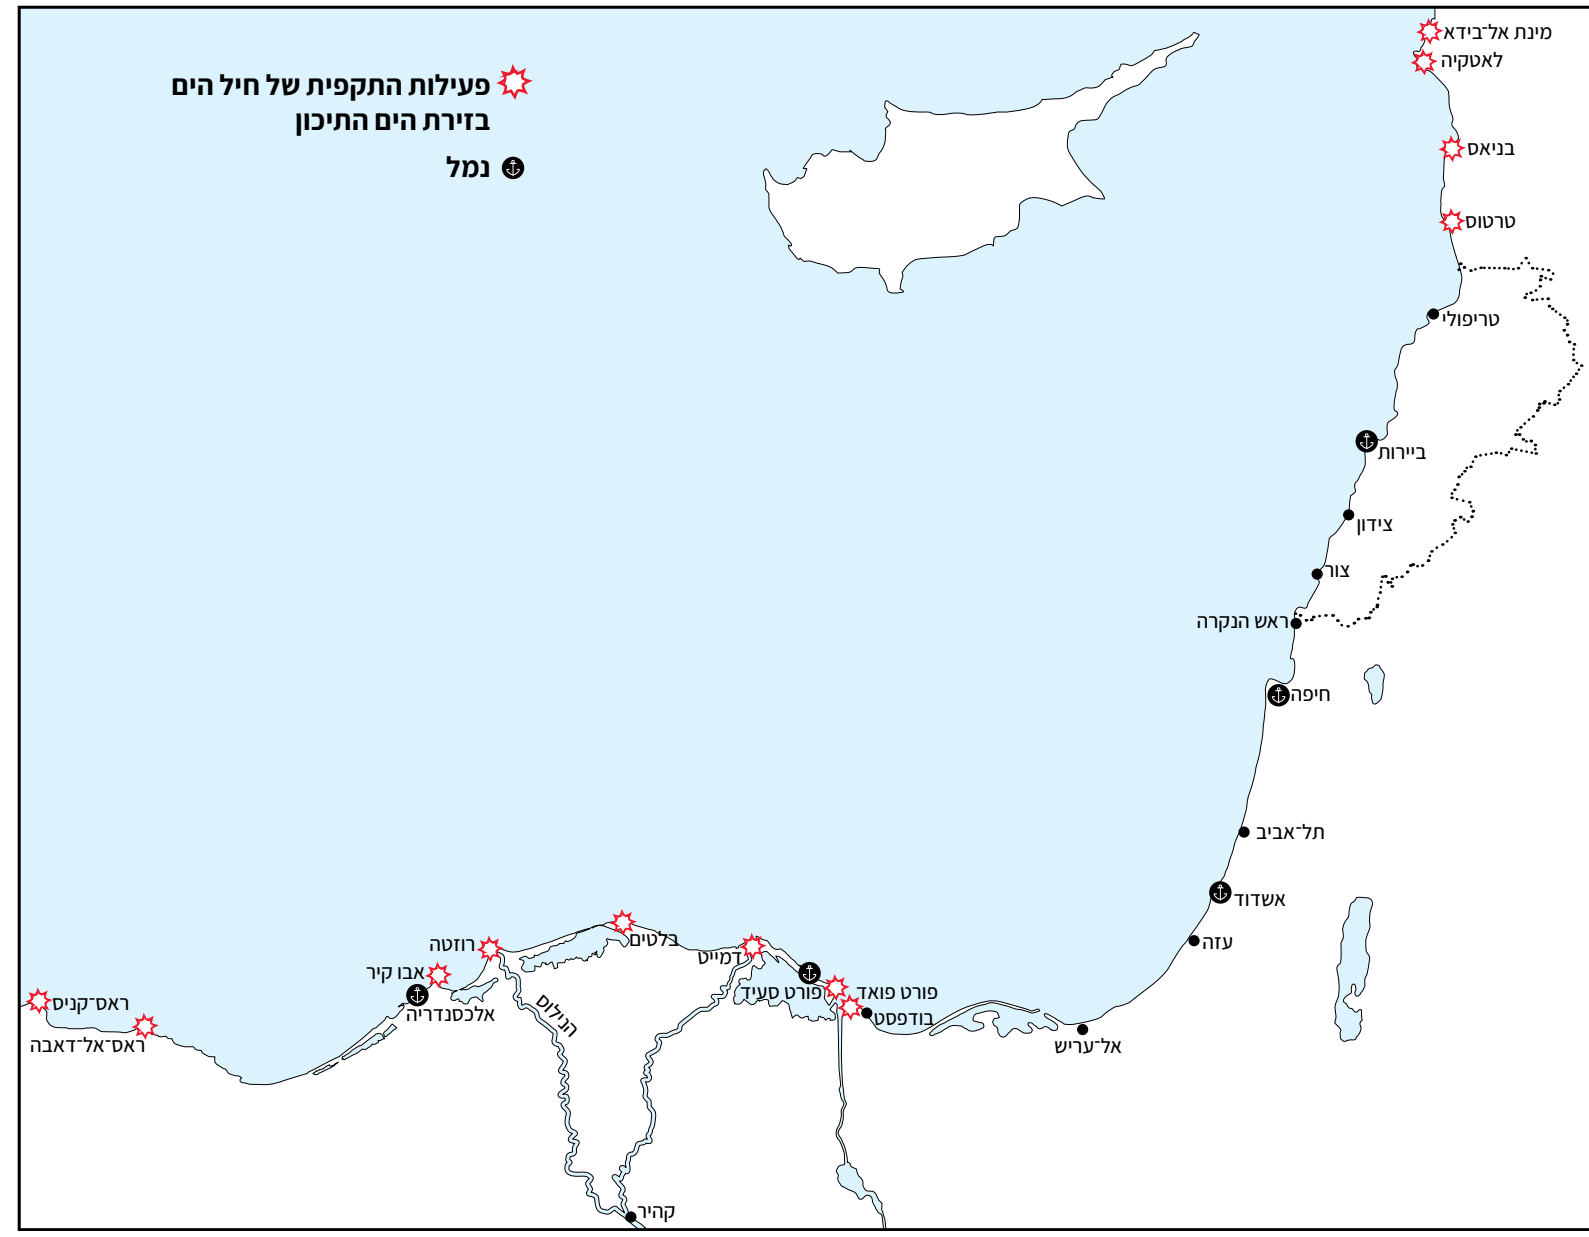 פעילות התקפית של חיל הים
בזירת הים התיכון
נמל
מינת אל־בידא
לאטקיה
בניאס
טרטוס
טריפולי
ביירות
צידון
צור
ראש הנקרה
חיפה
תל־אביב
אשדוד
עזה
אל־עריש
בודפסט
פורט פואד
פורט סעיד
דמייט
בלטים
רוזטה
אבו קיר
אלכסנדריה
הנילוס
ראס־קניס
ראס־אל־דאבה
קהיר